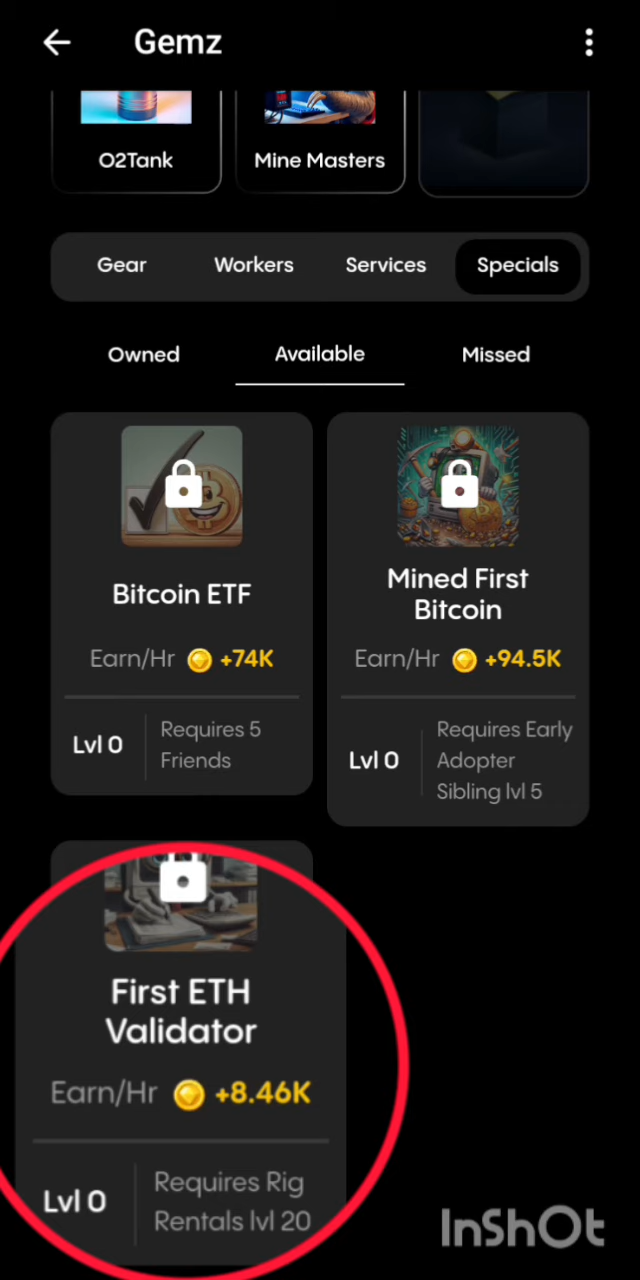 Gemz
O2Tank
Mine Masters
Gear
Workers
Services
Specials
Owned
Available
Missed
Bitcoin ETF
Earn/Hr +74K
Lvl 0
Requires 5
Friends
Mined First
Bitcoin
Earn/Hr +94.5K
Lvl 0
Requires Early
Adopter
Sibling lvl 5
First ETH
Validator
Earn/Hr +8.46K
Lvl 0
Requires Rig
Rentals lvl 20
InShOt